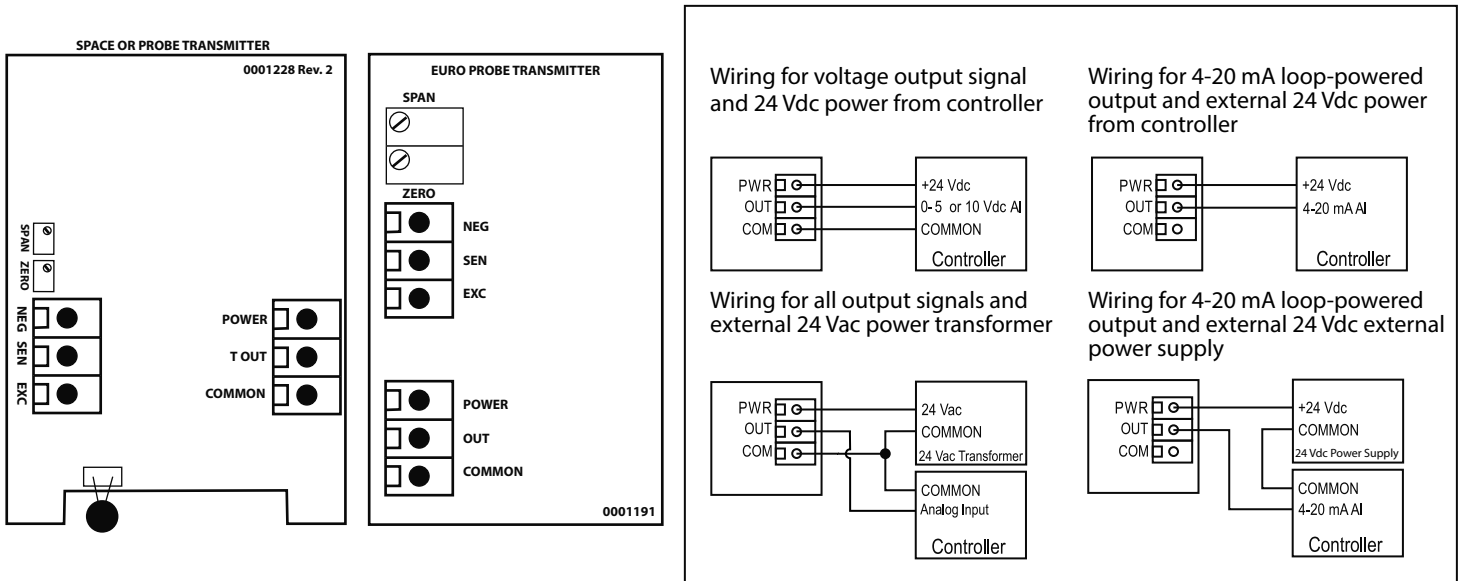 SPACE OR PROBE TRANSMITTER
0001228 Rev. 2
SPAN
ZERO
NEG
SEN
EXC
POWER
T OUT
COMMON
EURO PROBE TRANSMITTER
SPAN
ZERO
NEG
SEN
EXC
POWER
OUT
COMMON
0001191
Wiring for voltage output signal
and 24 Vdc power from controller
PWR
OUT
COM
+24 Vdc
0-5 or 10 Vdc AI
COMMON
Controller
Wiring for 4-20 mA loop-powered
output and external 24 Vdc power
from controller
PWR
OUT
COM
+24 Vdc
4-20 mA AI
Controller
Wiring for all output signals and
external 24 Vac power transformer
PWR
OUT
COM
24 Vac
COMMON
24 Vac Transformer
COMMON
Analog Input
Controller
Wiring for 4-20 mA loop-powered
output and external 24 Vdc external
power supply
PWR
OUT
COM
+24 Vdc
COMMON
24 Vdc Power Supply
COMMON
4-20 mA AI
Controller